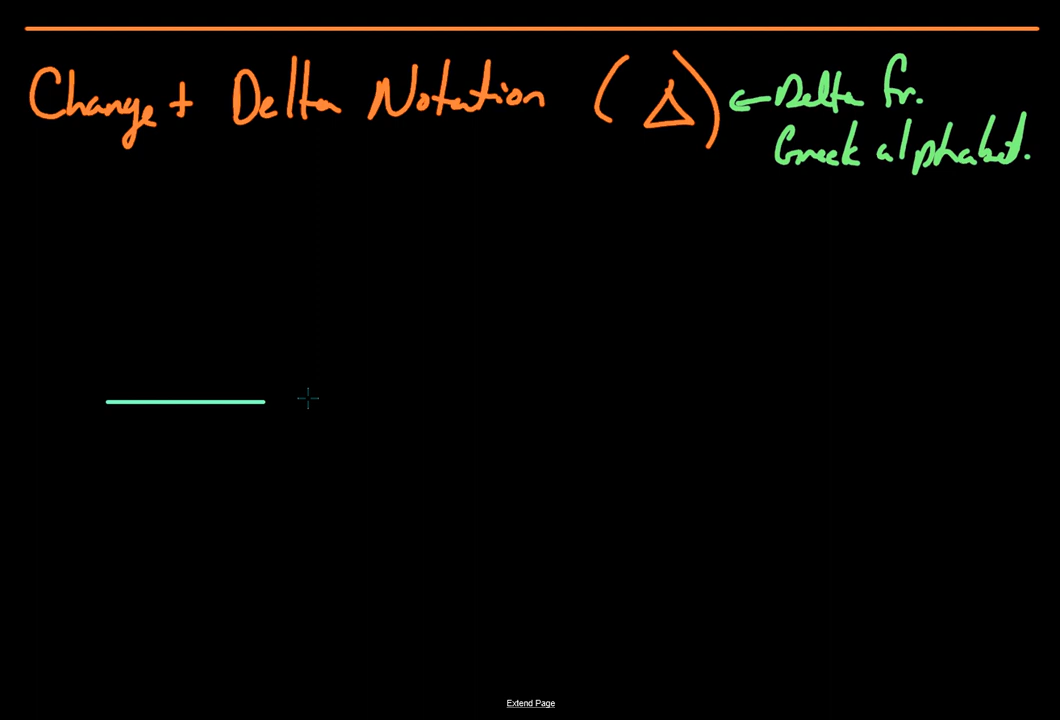 Change + Delta Notation (Δ) ← Delta fr.
Greek alphabet.
Extend Page